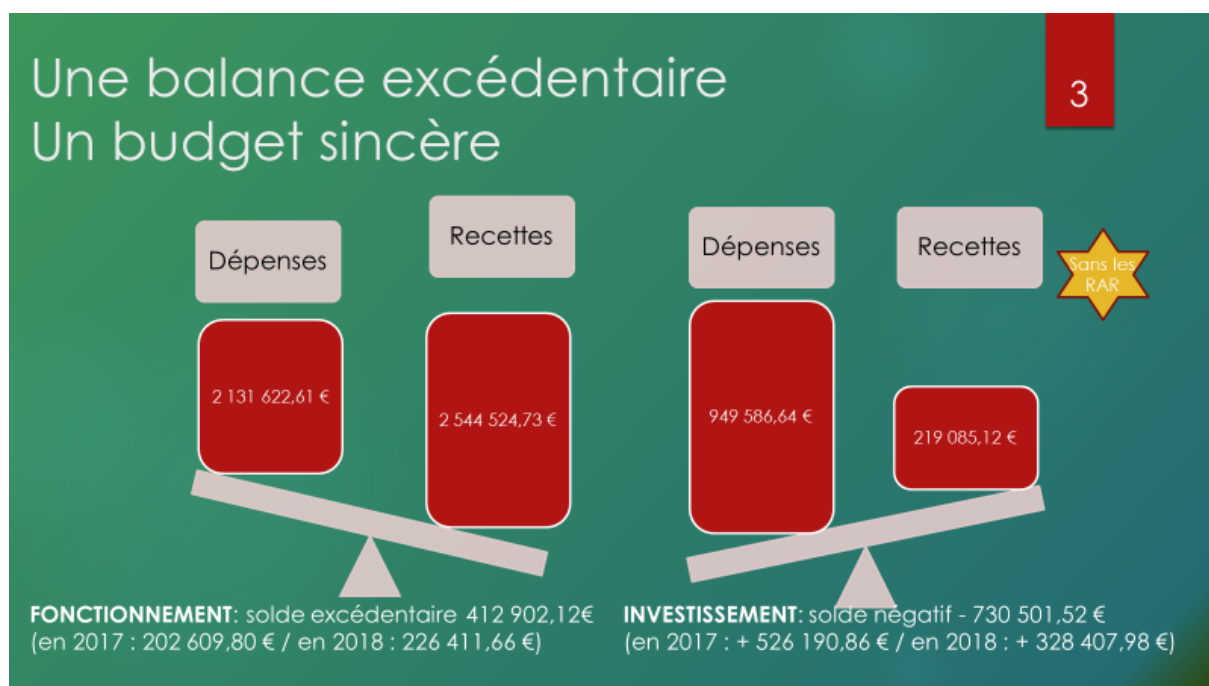 Une balance excédentaire
Un budget sincère
3
Dépenses
Recettes
2 131 622,61 €
2 544 524,73 €
Dépenses
Recettes
Sans les
RAR
949 586,64 €
219 085,12 €
FONCTIONNEMENT: solde excédentaire 412 902,12€
(en 2017 : 202 609,80 € / en 2018 : 226 411,66 €)
INVESTISSEMENT: solde négatif - 730 501,52 €
(en 2017 : + 526 190,86 € / en 2018 : + 328 407,98 €)